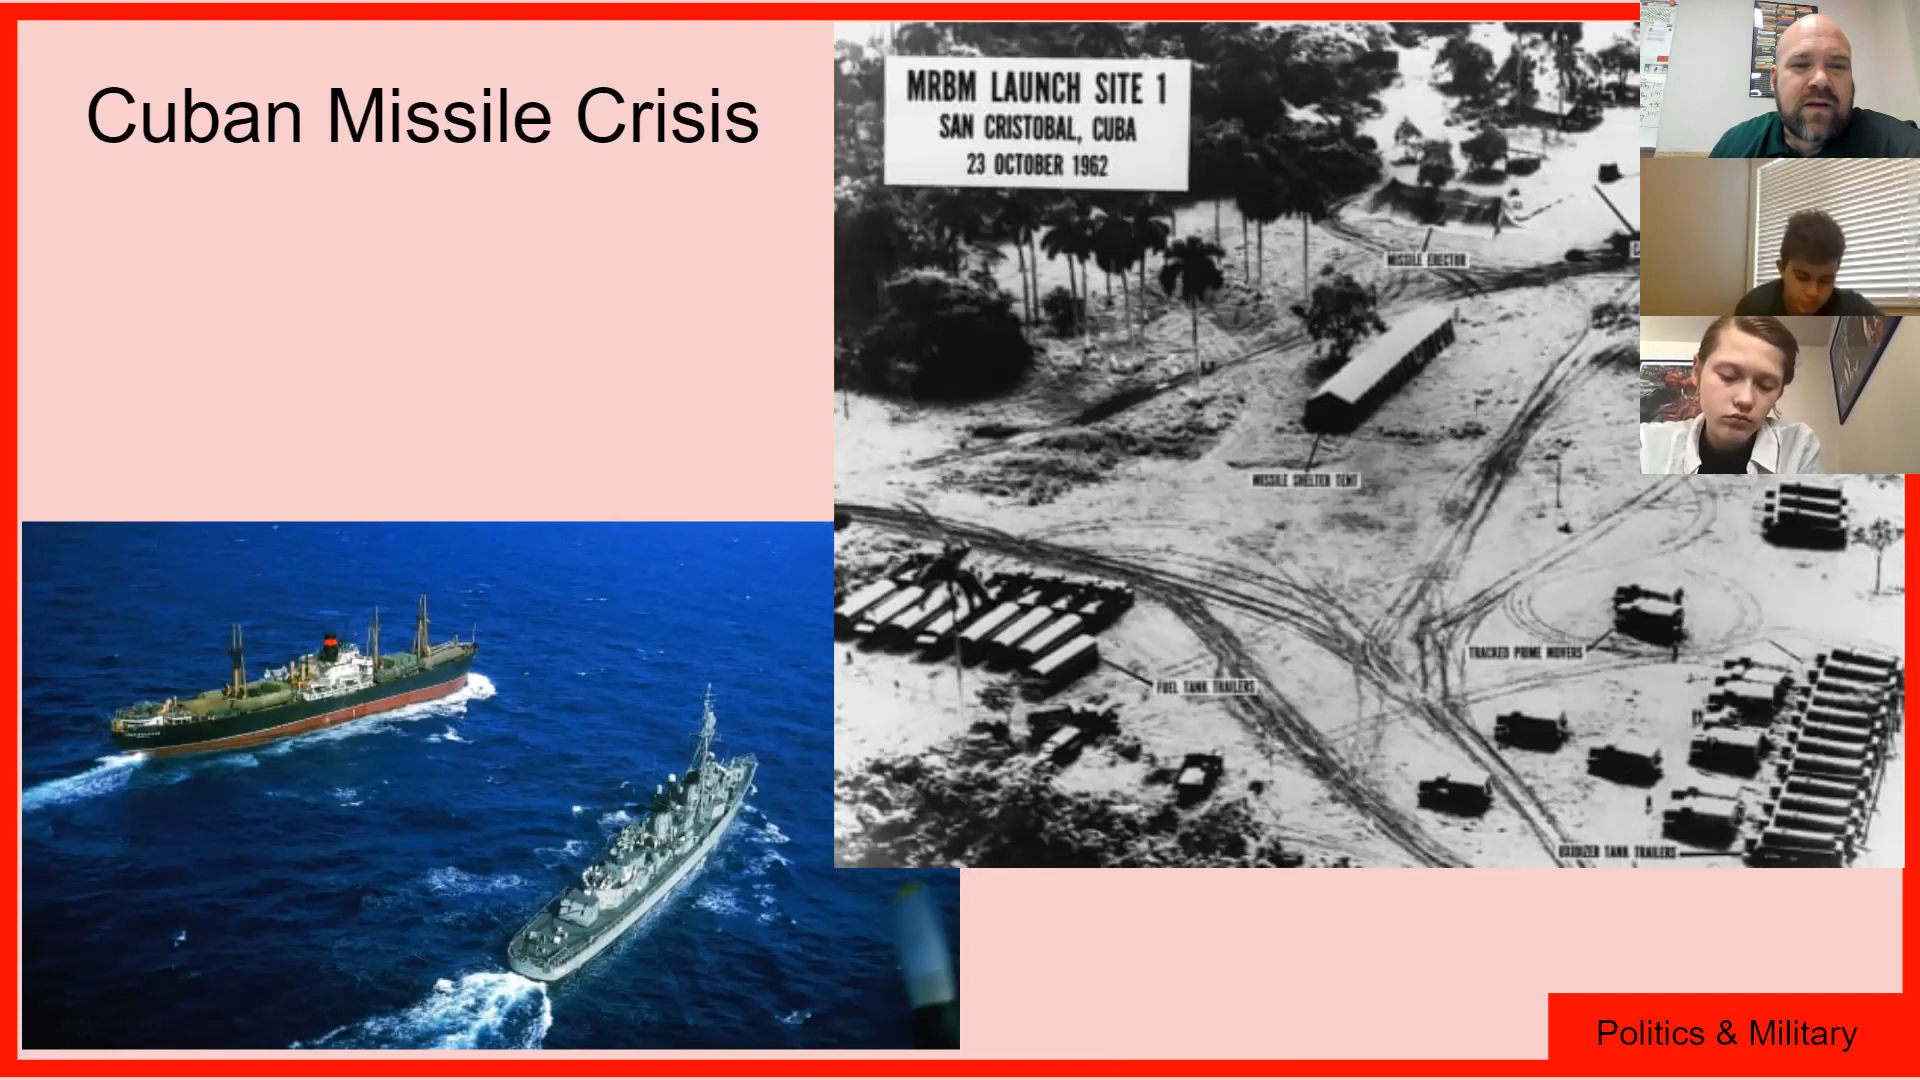 Cuban Missile Crisis
MRBM LAUNCH SITE 1
SAN CRISTOBAL, CUBA
23 OCTOBER 1962
MISSILE ERECTOR
MISSILE SHELTER TENT
TRACKED PRIME MOVERS
FUEL TANK TRAILERS
OXIDIZER TANK TRAILERS
Politics & Military